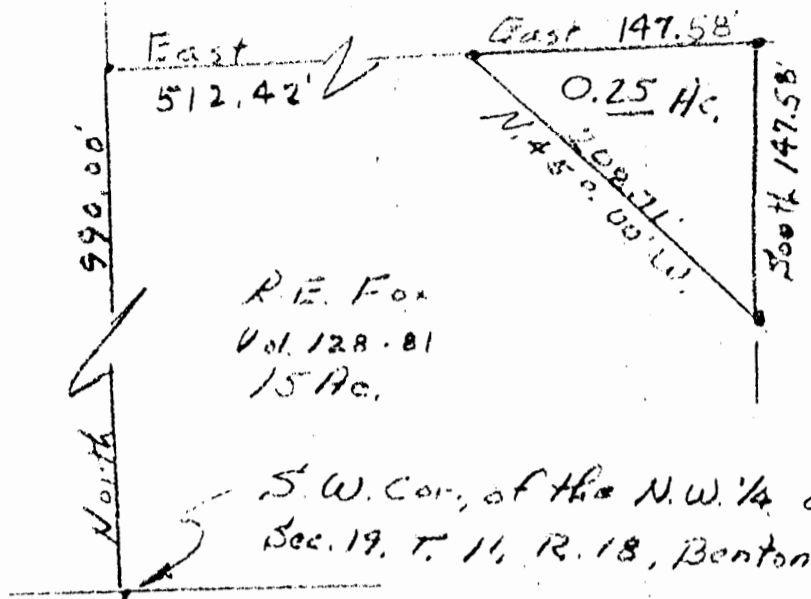 East
512.42'
East 147.58'
0.25 Ac.
South 147.58'
208.71'
N. 45°00' W.
990.00'
North
R.E. Fox
Vol. 128-81
15 Ac.
S.W. Cor., of the N.W. 1/4
Sec. 19, T. 11, R. 18, Benton